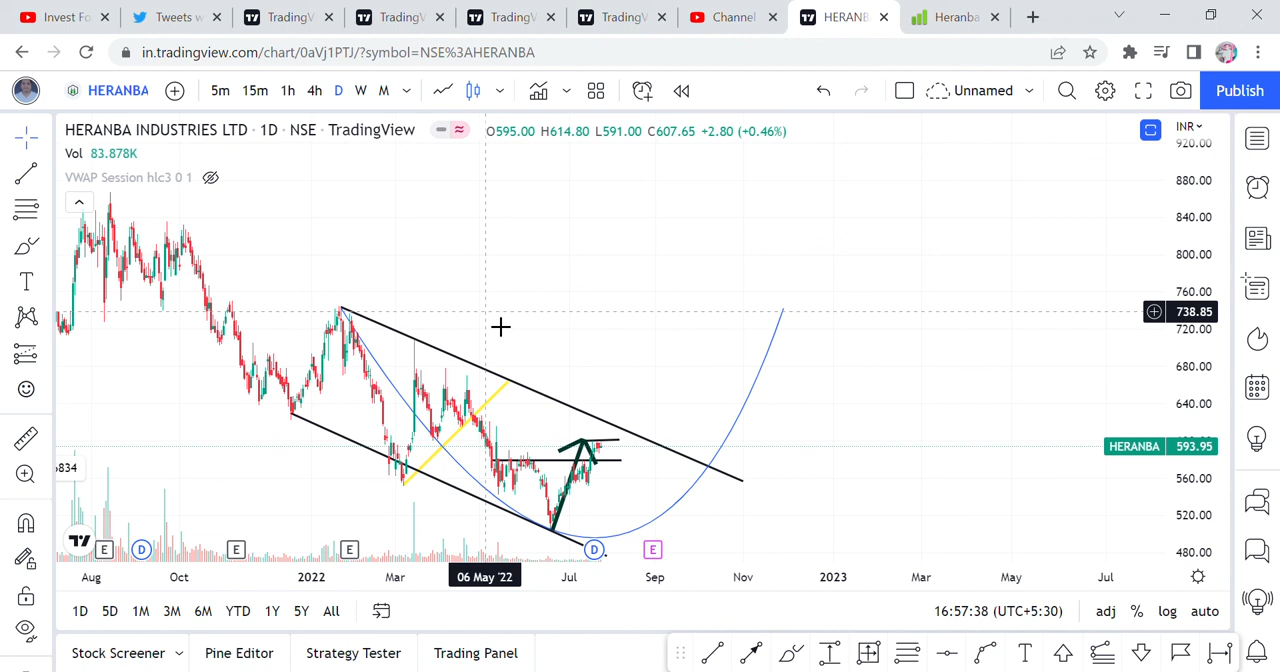 Invest Fo
Tweets w
TradingV
TradingV
TradingV
TradingV
Channel
HERANB
Heranba
in.tradingview.com/chart/0aVj1PTJ/?symbol=NSE%3AHERANBA
HERANBA 5m 15m 1h 4h D W M Unnamed Publish
HERANBA INDUSTRIES LTD · 1D · NSE · TradingView O595.00 H614.80 L591.00 C607.65 +2.80 (+0.46%) INR
Vol 83.878K
VWAP Session hlc3 0 1
920.00
880.00
840.00
800.00
760.00
738.85
720.00
680.00
640.00
HERANBA 593.95
560.00
520.00
480.00
834
E D E E D E
Aug Oct 2022 Mar 06 May '22 Jul Sep Nov 2023 Mar May Jul
1D 5D 1M 3M 6M YTD 1Y 5Y All 16:57:38 (UTC+5:30) adj % log auto
Stock Screener Pine Editor Strategy Tester Trading Panel